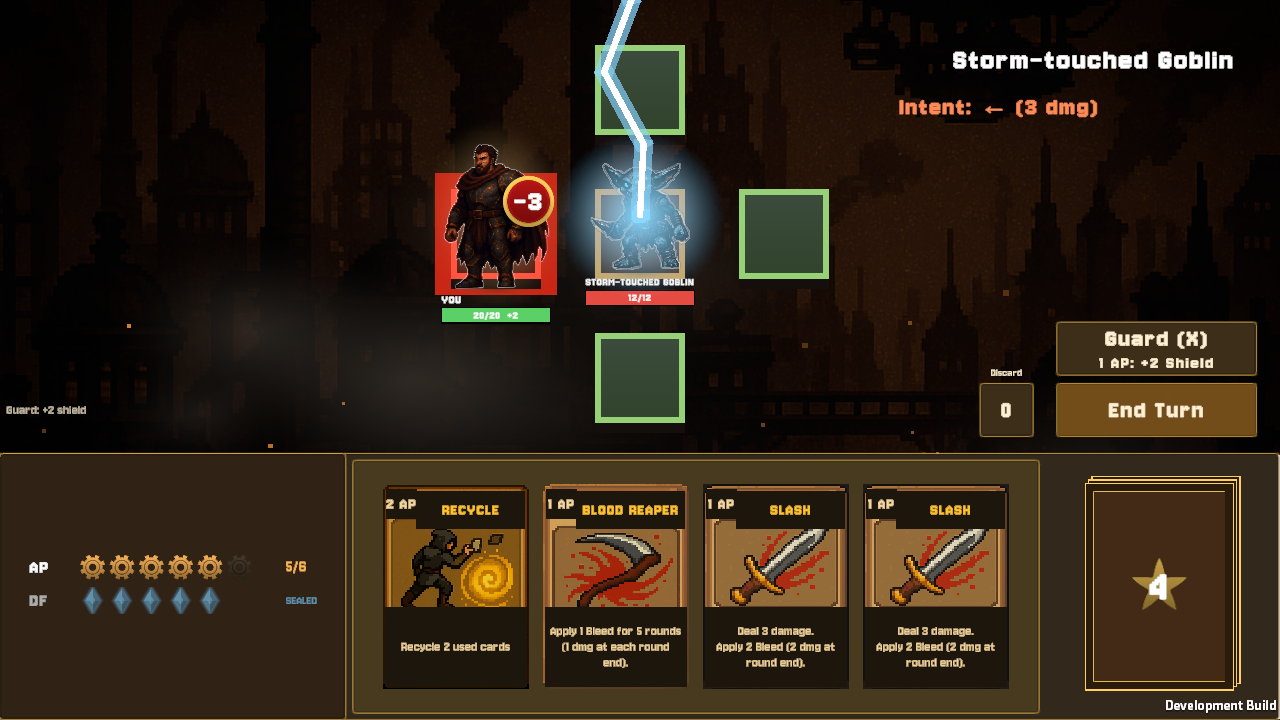 Storm-touched Goblin
Intent: ← (3 dmg)
-3
STORM-TOUCHED GOBLIN
12/12
YOU
20/20 +2
Guard (X)
1 AP: +2 Shield
Discard
0
End Turn
Guard: +2 shield
AP
5/6
DF
SEALED
2 AP
RECYCLE
Recycle 2 used cards
1 AP
BLOOD REAPER
Apply 1 Bleed for 5 rounds
(1 dmg at each round
end).
1 AP
SLASH
Deal 3 damage.
Apply 2 Bleed (2 dmg at
round end).
1 AP
SLASH
Deal 3 damage.
Apply 2 Bleed (2 dmg at
round end).
4
Development Build